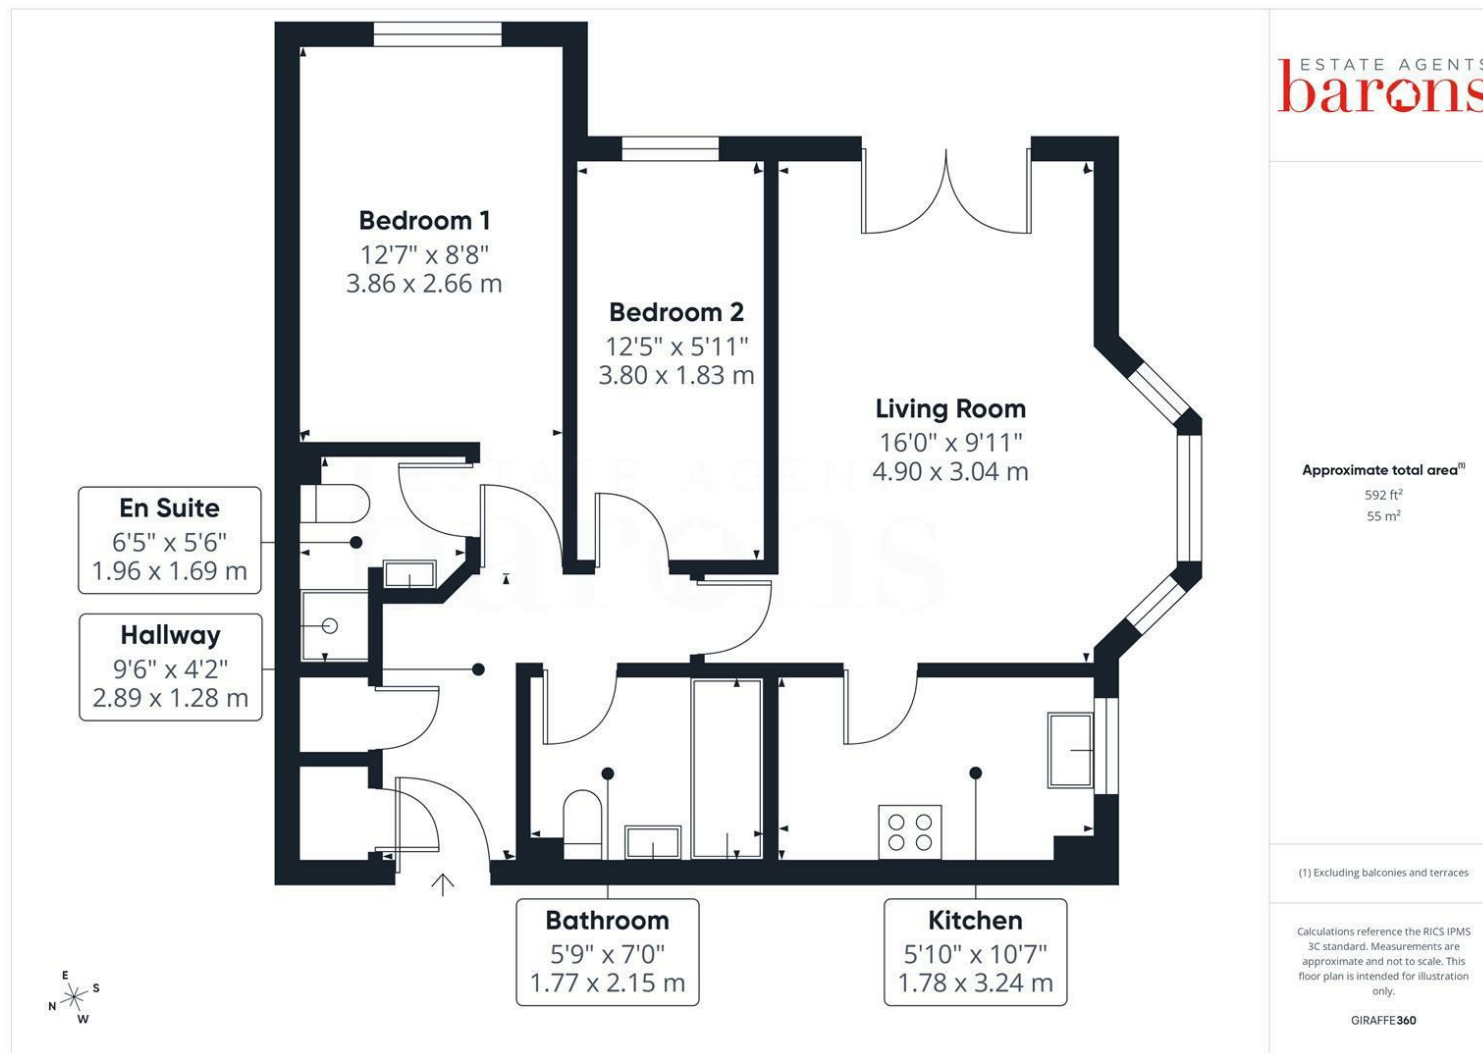 ESTATE AGENTS
barons
Bedroom 1
12'7" x 8'8"
3.86 x 2.66 m
Bedroom 2
12'5" x 5'11"
3.80 x 1.83 m
Living Room
16'0" x 9'11"
4.90 x 3.04 m
ESTATE AGEN
barons
En Suite
6'5" x 5'6"
1.96 x 1.69 m
Hallway
9'6" x 4'2"
2.89 x 1.28 m
Bathroom
5'9" x 7'0"
1.77 x 2.15 m
Kitchen
5'10" x 10'7"
1.78 x 3.24 m
E
S
N
W
Approximate total area(1)
592 ft²
55 m²
(1) Excluding balconies and terraces
Calculations reference the RICS IPMS
3C standard. Measurements are
approximate and not to scale. This
floor plan is intended for illustration
only.
GIRAFFE360